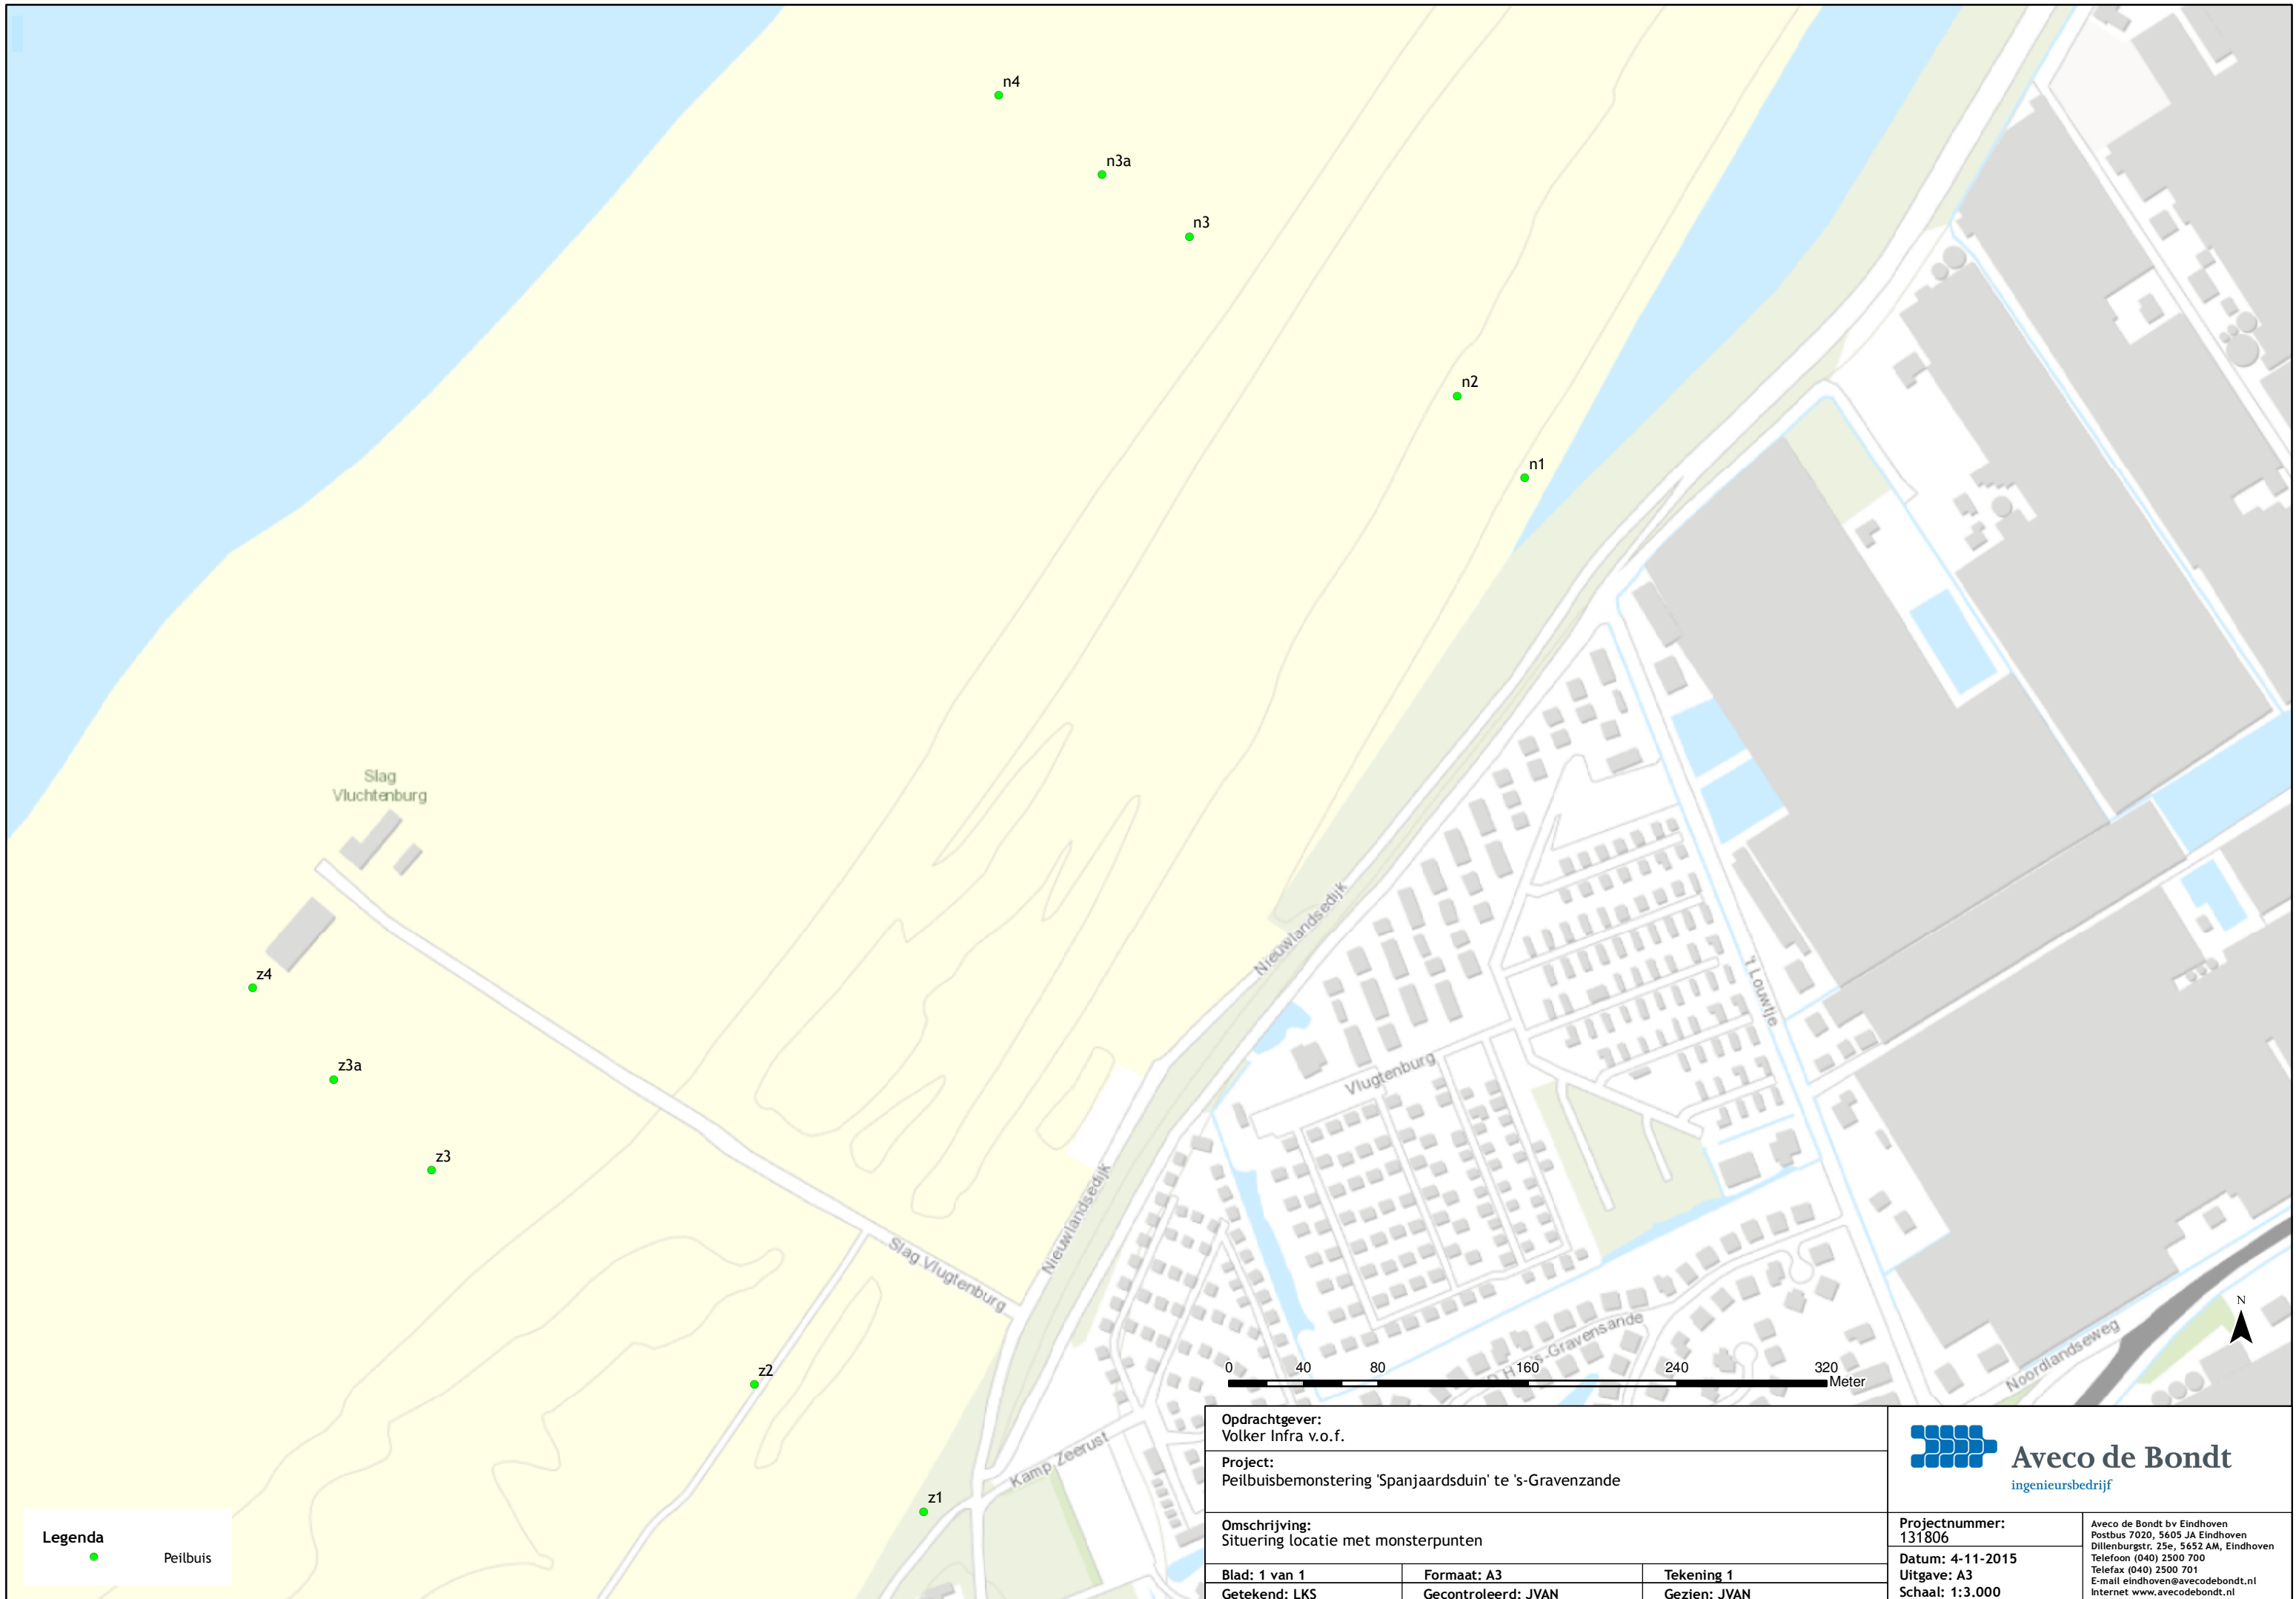 n4
n3a
n3
n2
n1
Slag
Vluchtenburg
z4
z3a
z3
z2
z1
Nieuwlandsedijk
Nieuwlandsedijk
Slag Vlugtenburg
Vlugtenburg
't Louwtje
Kamp Zeerust
s-Gravensande
Noordlandseweg
N
0 40 80 160 240 320
Meter
Legenda
Peilbuis
Opdrachtgever:
Volker Infra v.o.f.
Project:
Peilbuisbemonstering 'Spanjaardsduin' te 's-Gravenzande
Omschrijving:
Situering locatie met monsterpunten
Blad: 1 van 1 Formaat: A3 Tekening 1
Getekend: LKS Gecontroleerd: JVAN Gezien: JVAN
Aveco de Bondt
ingenieursbedrijf
Projectnummer:
131806
Datum: 4-11-2015
Uitgave: A3
Schaal: 1:3.000
Aveco de Bondt bv Eindhoven
Postbus 7020, 5605 JA Eindhoven
Dillenburgstr. 25e, 5652 AM, Eindhoven
Telefoon (040) 2500 700
Telefax (040) 2500 701
E-mail eindhoven@avecodebondt.nl
Internet www.avecodebondt.nl